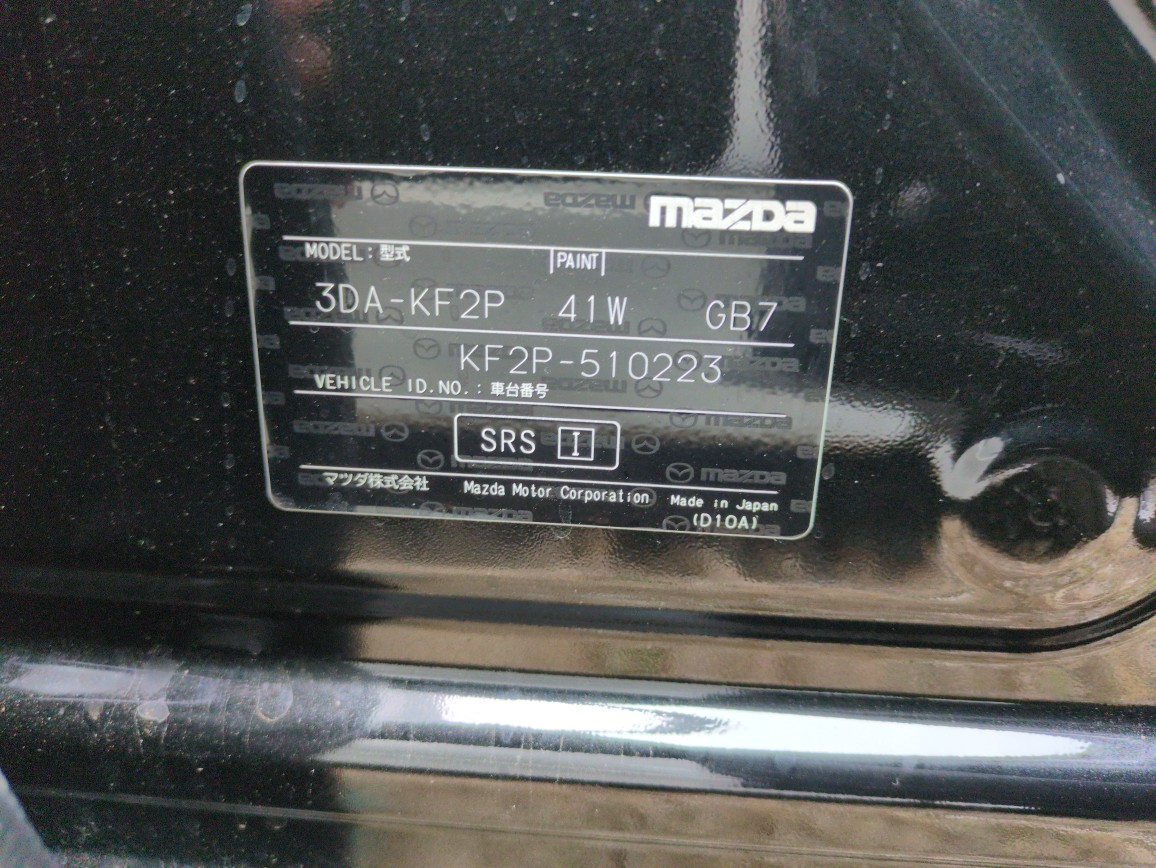 mazda
MODEL：型式 PAINT
3DA-KF2P 41W GB7
KF2P-510223
VEHICLE ID.NO.：車台番号
SRS I
マツダ株式会社 Mazda Motor Corporation Made in Japan
(D10A)